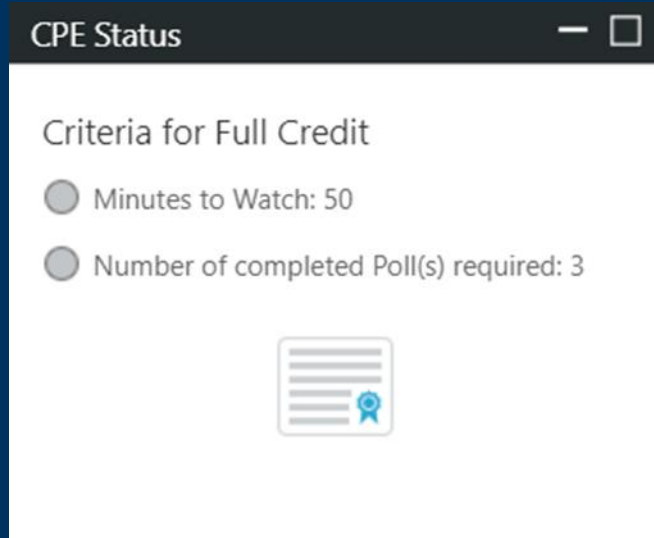 CPE Status
Criteria for Full Credit
Minutes to Watch: 50
Number of completed Poll(s) required: 3